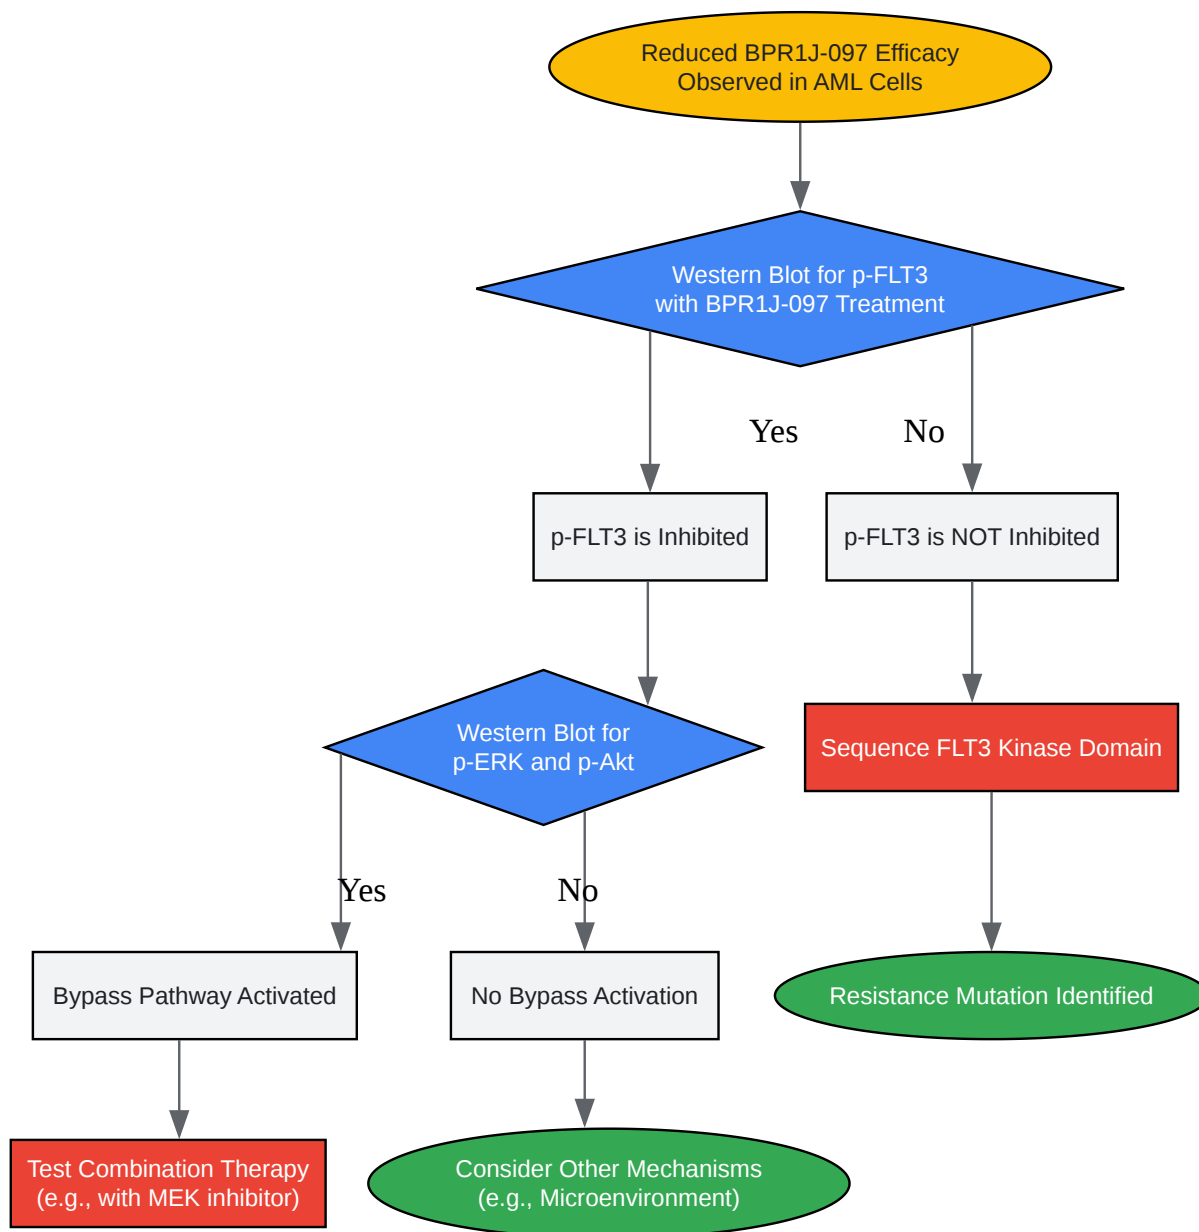 Reduced BPR1J-097 Efficacy
Observed in AML Cells
Western Blot for p-FLT3
with BPR1J-097 Treatment
Yes
No
p-FLT3 is Inhibited
p-FLT3 is NOT Inhibited
Western Blot for
p-ERK and p-Akt
Sequence FLT3 Kinase Domain
Yes
No
Bypass Pathway Activated
No Bypass Activation
Resistance Mutation Identified
Test Combination Therapy
(e.g., with MEK inhibitor)
Consider Other Mechanisms
(e.g., Microenvironment)